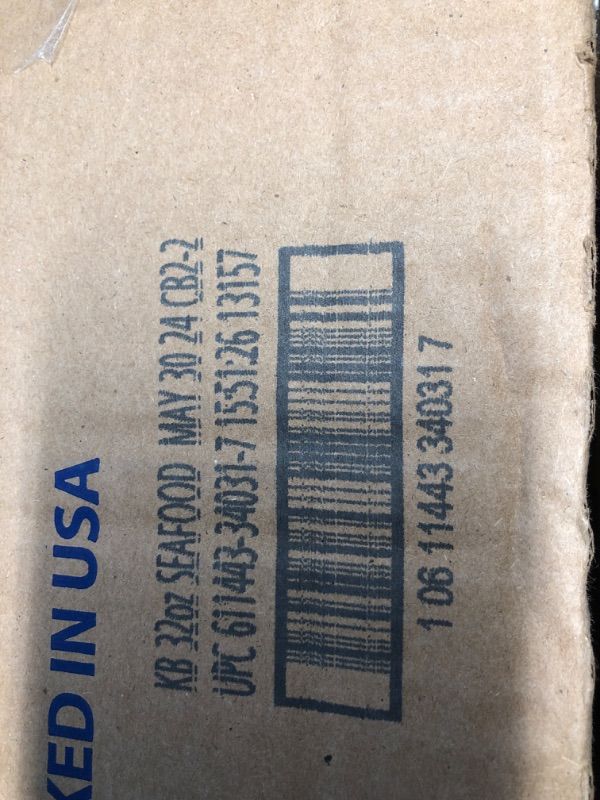 KED IN USA
KB 32oz SEAFOOD MAY 30 24 CB2-2
UPC 611443-34031-7 155126 13157
1 06 11443 34031 7